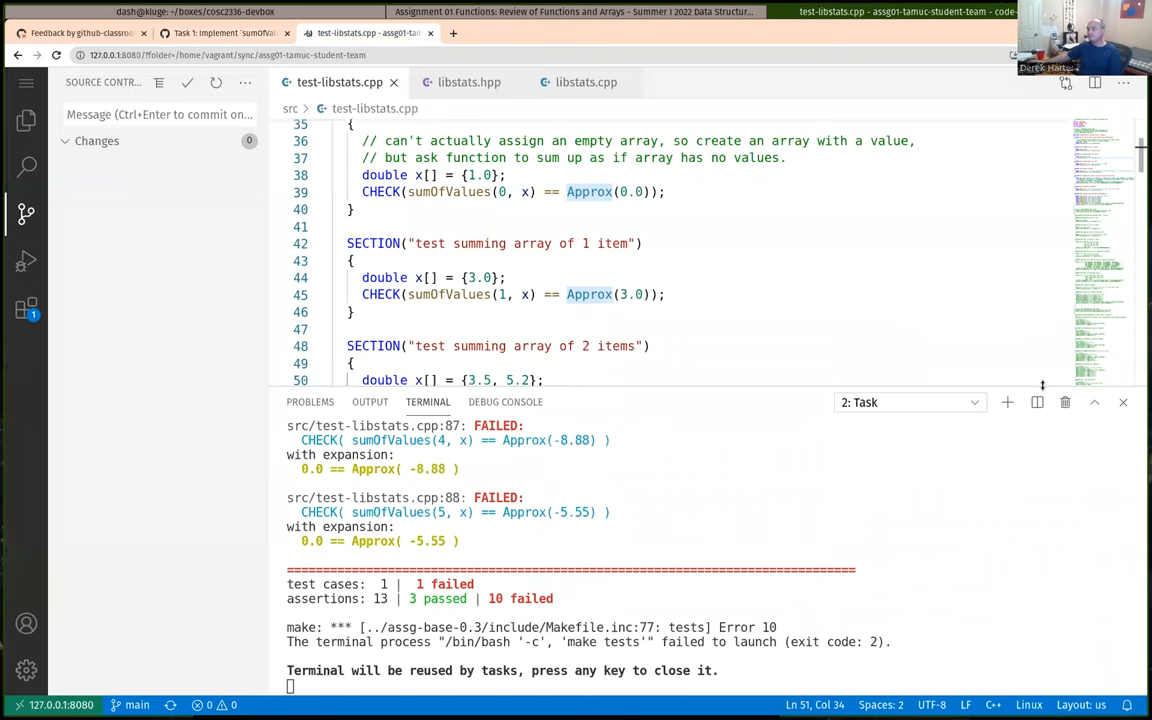 dash@kluge: ~/boxes/cosc2336-devbox
Assignment 01 Functions: Review of Functions and Arrays - Summer I 2022 Data Structur...
test-libstats.cpp - assg01-tamuc-student-team - code-
Feedback by github-classroo
Task 1: Implement `sumOfVal
test-libstats.cpp - assg01-tan
127.0.0.1:8080/?folder=/home/vagrant/sync/assg01-tamuc-student-team
Derek Harter
SOURCE CONTR...
test-libstats.cpp
libstats.hpp
libstats.cpp
Message (Ctrl+Enter to commit on...
src > test-libstats.cpp
Changes
0
35 {
36 // can't actually assign an empty array, so create an array with a value,
37 // but ask function to sum up as if array has no values.
38 double x[] = {1.0};
39 CHECK(sumOfValues(0, x) == Approx(0.0));
40 }
41
42 SECTION("test summing array of 1 item")
43 {
44 double x[] = {3.0};
45 CHECK(sumOfValues(1, x) == Approx(3.0));
46 }
47
48 SECTION("test summing array of 2 items")
49 {
50 double x[] = {3.5, 5.2};
1
PROBLEMS OUTPUT TERMINAL DEBUG CONSOLE
2: Task
src/test-libstats.cpp:87: FAILED:
CHECK( sumOfValues(4, x) == Approx(-8.88) )
with expansion:
0.0 == Approx( -8.88 )
src/test-libstats.cpp:88: FAILED:
CHECK( sumOfValues(5, x) == Approx(-5.55) )
with expansion:
0.0 == Approx( -5.55 )
===============================================================================
test cases: 1 | 1 failed
assertions: 13 | 3 passed | 10 failed
make: *** [../assg-base-0.3/include/Makefile.inc:77: tests] Error 10
The terminal process "/bin/bash '-c', 'make tests'" failed to launch (exit code: 2).
Terminal will be reused by tasks, press any key to close it.
127.0.0.1:8080
main
0 0
Ln 51, Col 34
Spaces: 2
UTF-8
LF
C++
Linux
Layout: us